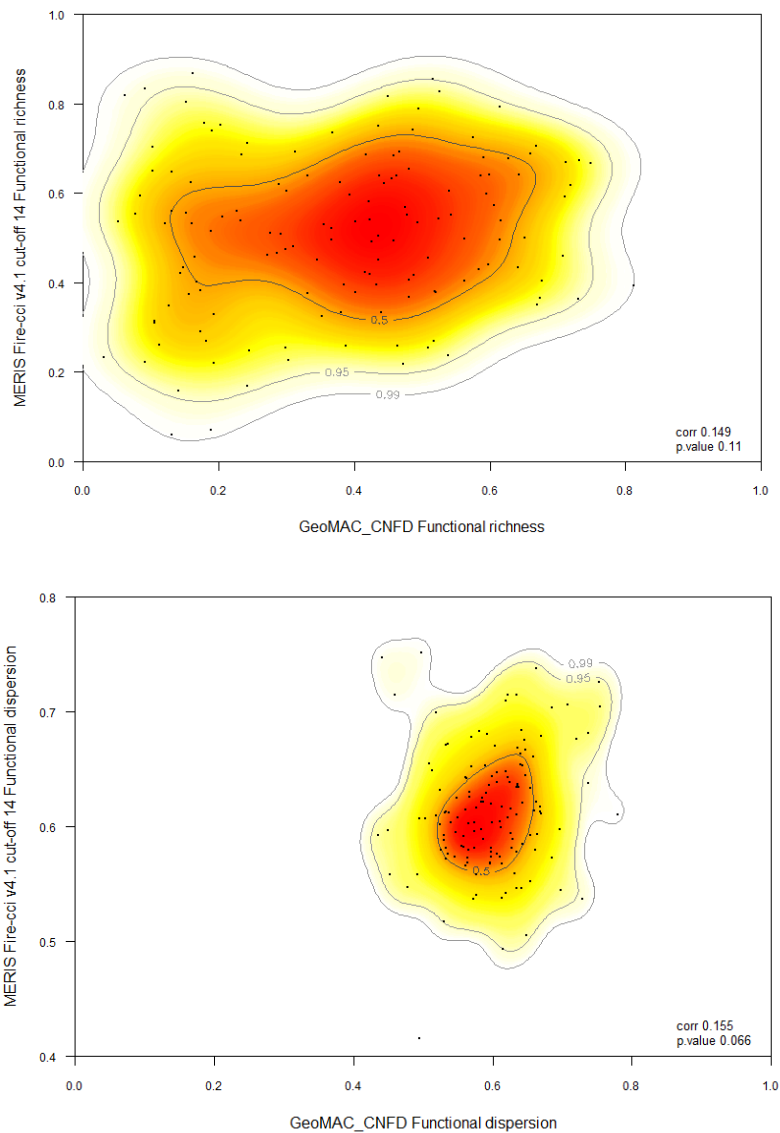 1.0
0.8
0.6
0.4
0.2
0.0
MERIS Fire-cci v4.1 cut-off 14 Functional richness
0.5
0.95
0.99
corr 0.149
p.value 0.11
0.0 0.2 0.4 0.6 0.8 1.0
GeoMAC_CNFD Functional richness
0.8
0.7
0.6
0.5
0.4
MERIS Fire-cci v4.1 cut-off 14 Functional dispersion
0.99
0.95
0.5
corr 0.155
p.value 0.066
0.0 0.2 0.4 0.6 0.8 1.0
GeoMAC_CNFD Functional dispersion